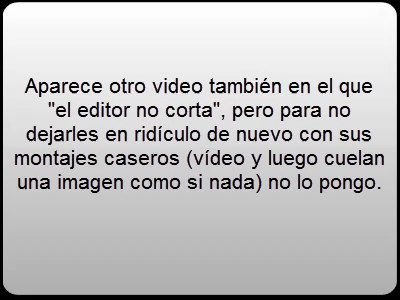 Aparece otro video también en el que
"el editor no corta", pero para no
dejarles en ridículo de nuevo con sus
montajes caseros (vídeo y luego cuelan
una imagen como si nada) no lo pongo.